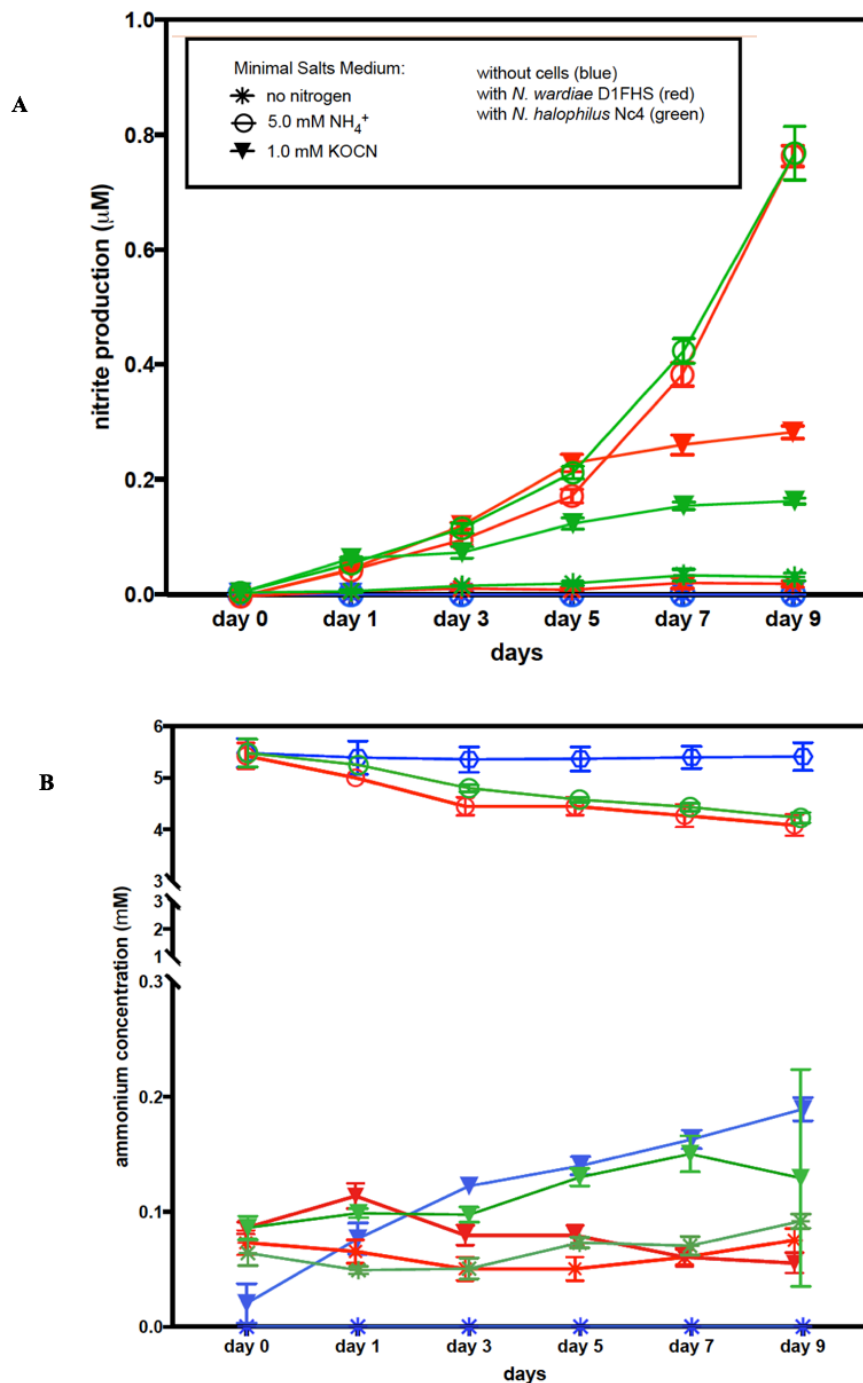 A
nitrite production (µM)
1.0
0.8
0.6
0.4
0.2
0.0
Minimal Salts Medium:
no nitrogen
5.0 mM NH₄⁺
1.0 mM KOCN
without cells (blue)
with N. wardiae D1FHS (red)
with N. halophilus Nc4 (green)
day 0 day 1 day 3 day 5 day 7 day 9
days
B
ammonium concentration (mM)
6
5
4
3
3
2
1
0.3
0.2
0.1
0.0
day 0 day 1 day 3 day 5 day 7 day 9
days